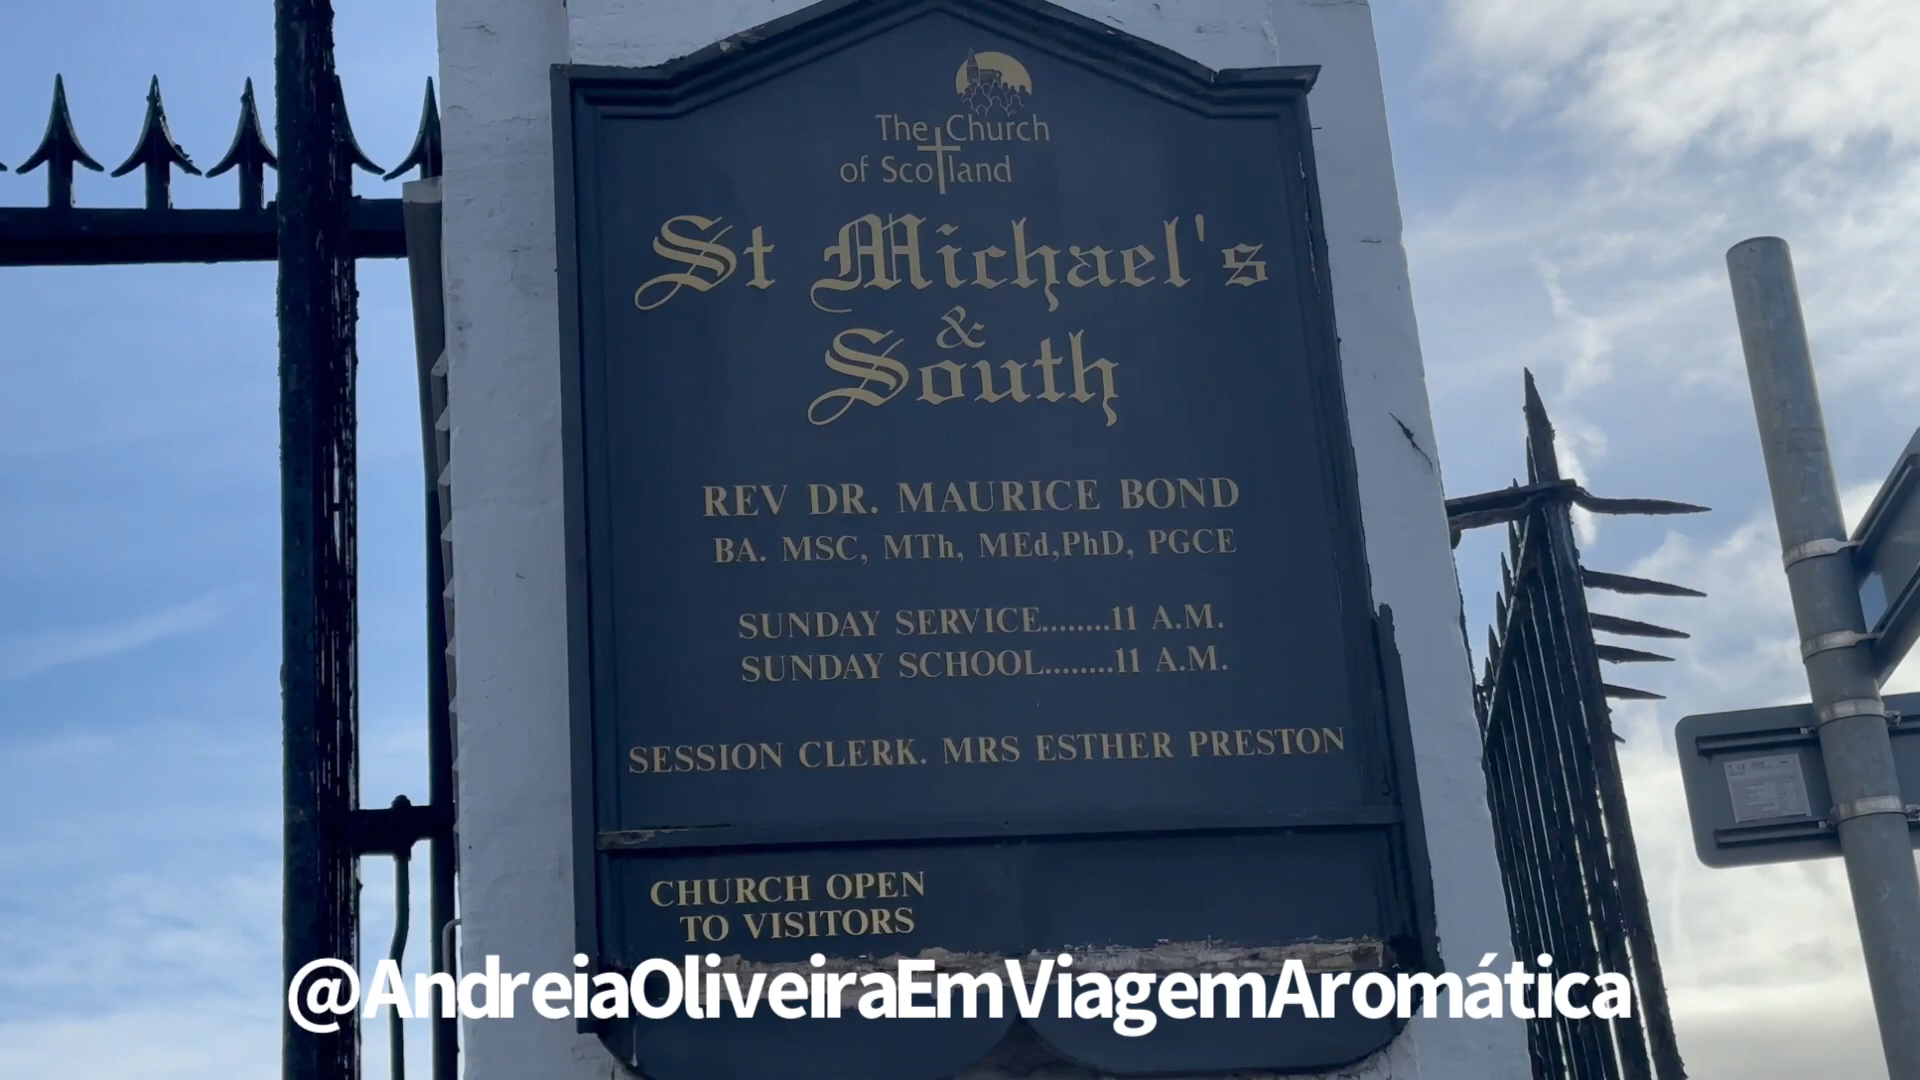 The Church
of Scotland
St Michael's
&
South
REV DR. MAURICE BOND
BA. MSC, MTh, MEd,PhD, PGCE
SUNDAY SERVICE........11 A.M.
SUNDAY SCHOOL........11 A.M.
SESSION CLERK. MRS ESTHER PRESTON
CHURCH OPEN
TO VISITORS
@AndreiaOliveiraEmViagemAromática